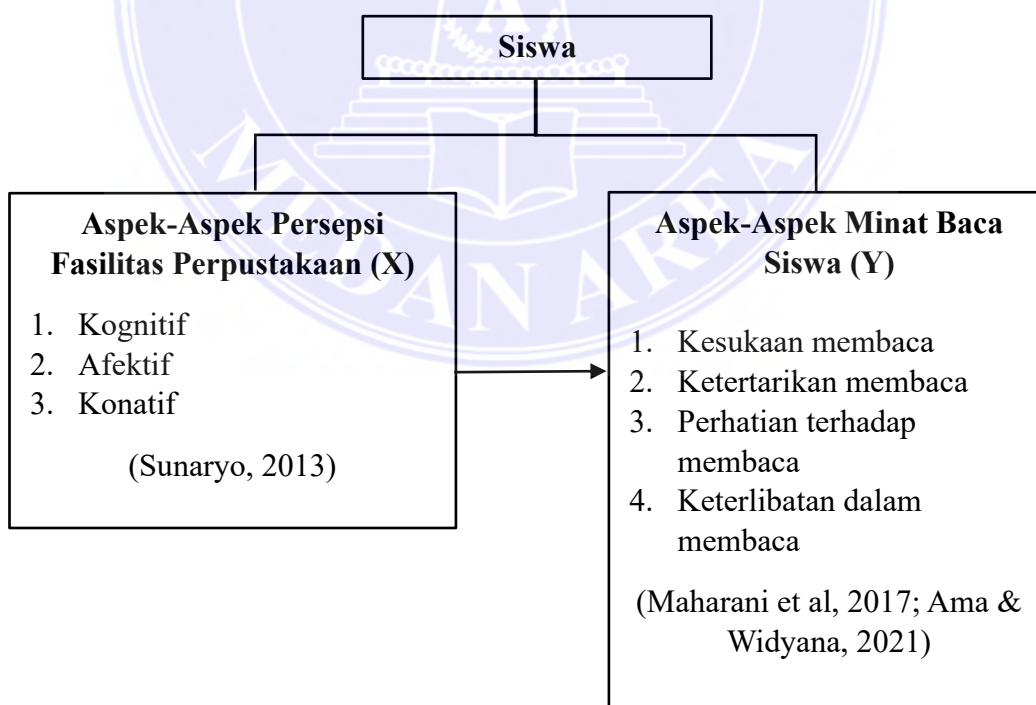 Siswa
Aspek-Aspek Persepsi
Fasilitas Perpustakaan (X)
1. Kognitif
2. Afektif
3. Konatif
(Sunaryo, 2013)
Aspek-Aspek Minat Baca
Siswa (Y)
1. Kesukaan membaca
2. Ketertarikan membaca
3. Perhatian terhadap
membaca
4. Keterlibatan dalam
membaca
(Maharani et al, 2017; Ama &
Widyana, 2021)
MEDAN AREA